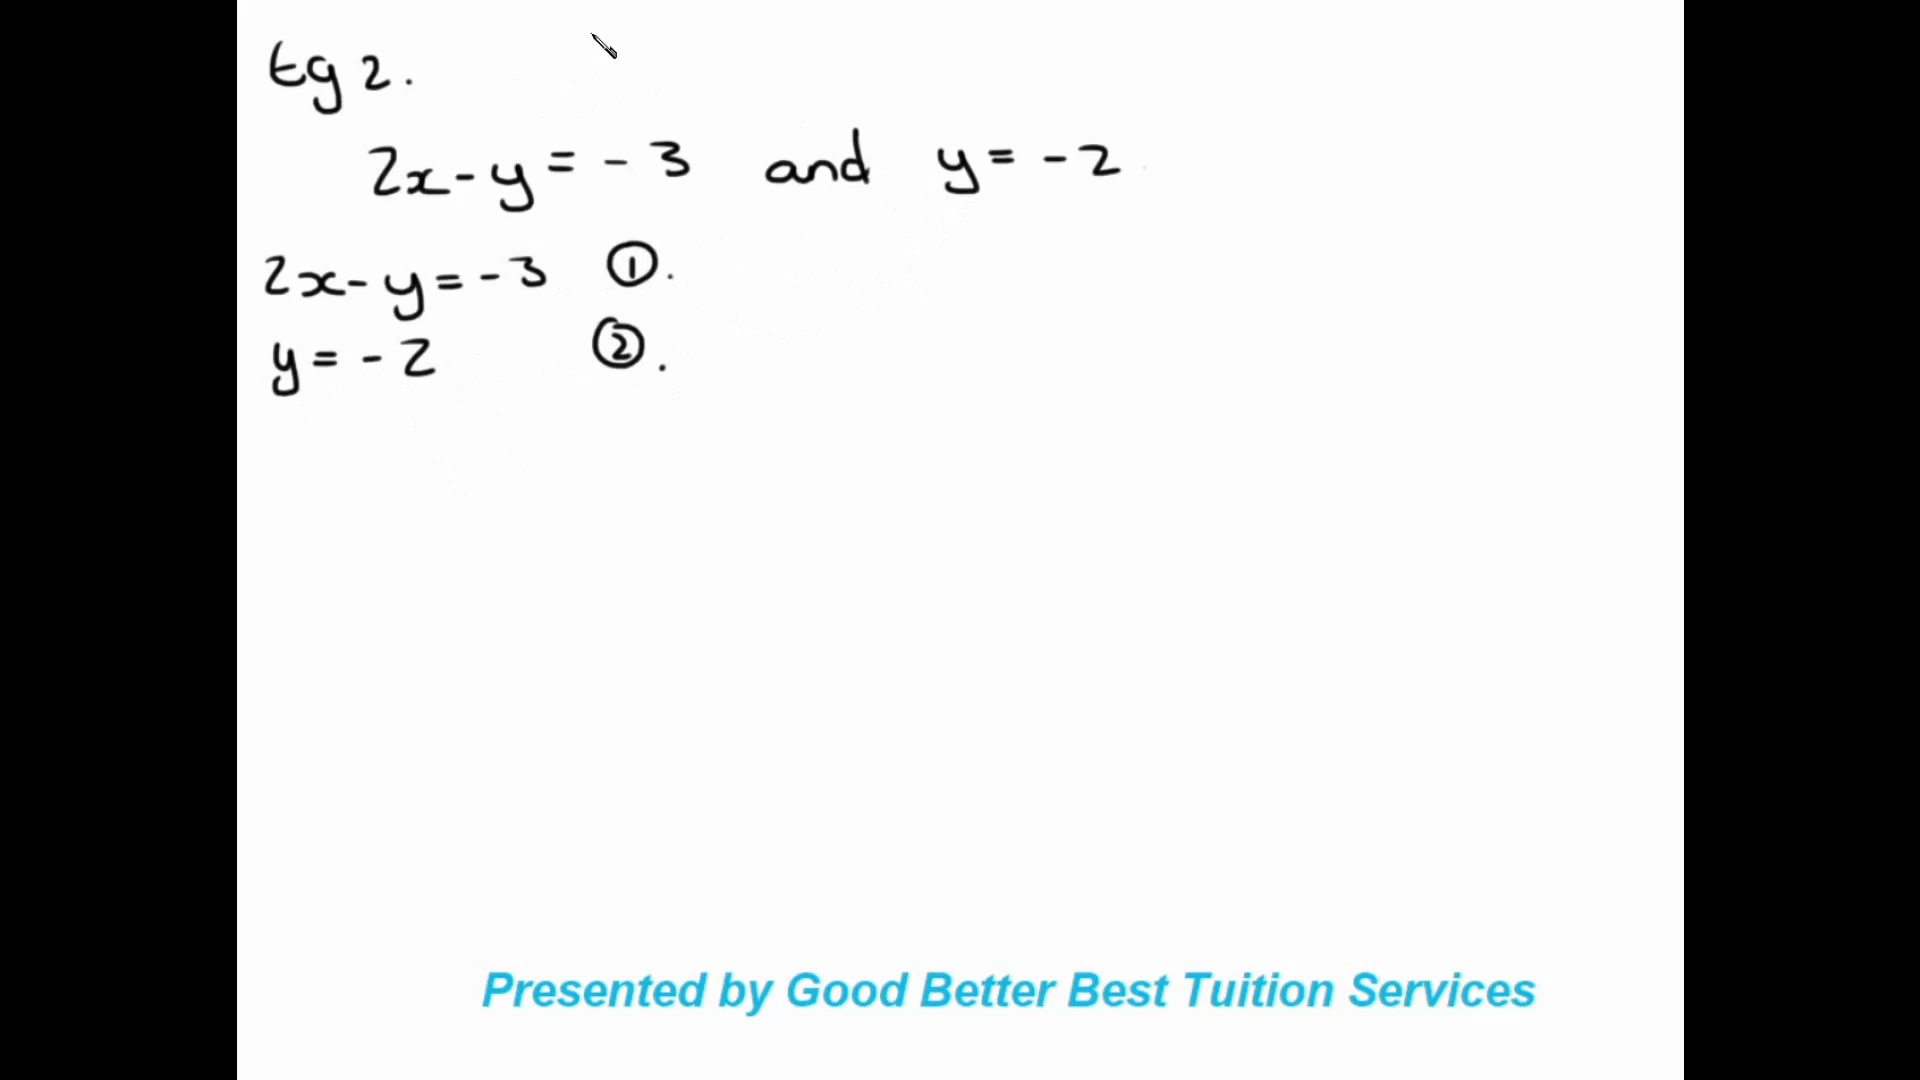 Eg 2.
2x - y = -3 and y = -2
2x - y = -3 ①.
y = -2 ②.
Presented by Good Better Best Tuition Services